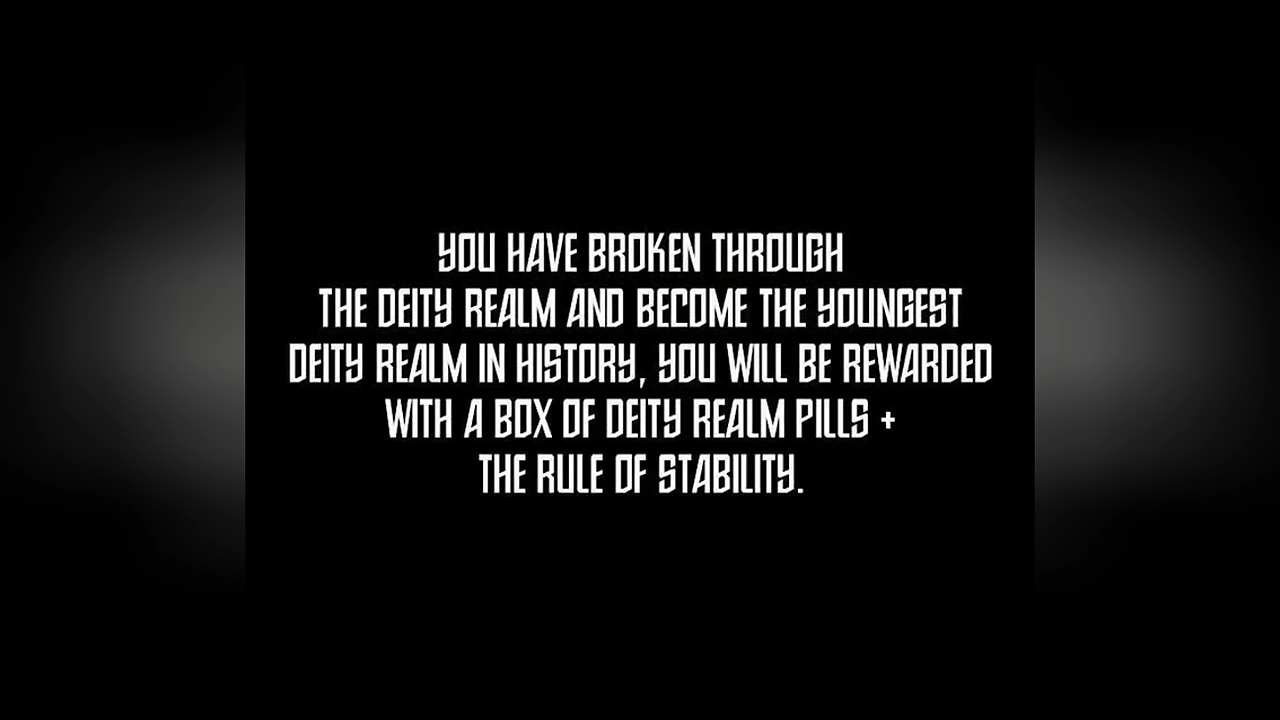 YOU HAVE BROKEN THROUGH
THE DEITY REALM AND BECOME THE YOUNGEST
DEITY REALM IN HISTORY, YOU WILL BE REWARDED
WITH A BOX OF DEITY REALM PILLS +
THE RULE OF STABILITY.